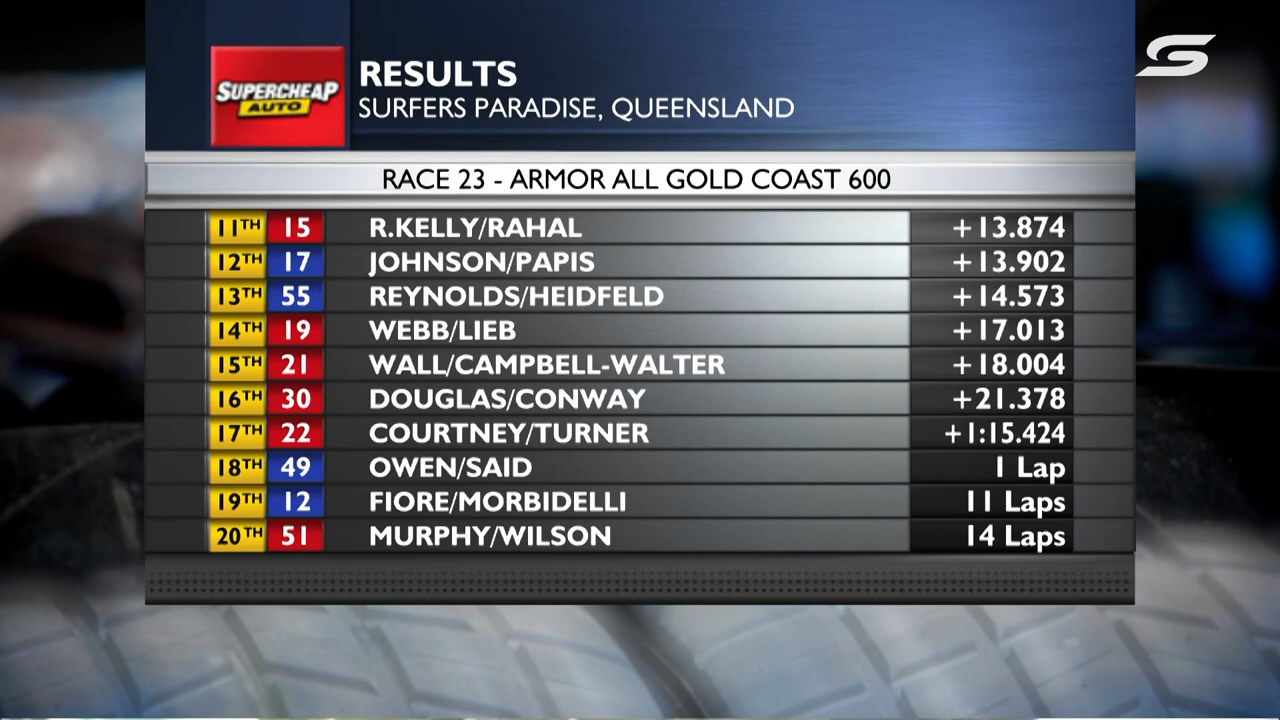 SUPERCHEAP
AUTO
RESULTS
SURFERS PARADISE, QUEENSLAND
RACE 23 - ARMOR ALL GOLD COAST 600
11TH 15 R.KELLY/RAHAL +13.874
12TH 17 JOHNSON/PAPIS +13.902
13TH 55 REYNOLDS/HEIDFELD +14.573
14TH 19 WEBB/LIEB +17.013
15TH 21 WALL/CAMPBELL-WALTER +18.004
16TH 30 DOUGLAS/CONWAY +21.378
17TH 22 COURTNEY/TURNER +1:15.424
18TH 49 OWEN/SAID 1 Lap
19TH 12 FIORE/MORBIDELLI 11 Laps
20TH 51 MURPHY/WILSON 14 Laps